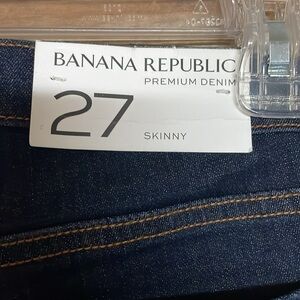 BANANA REPUBLIC
PREMIUM DENIM
27
SKINNY